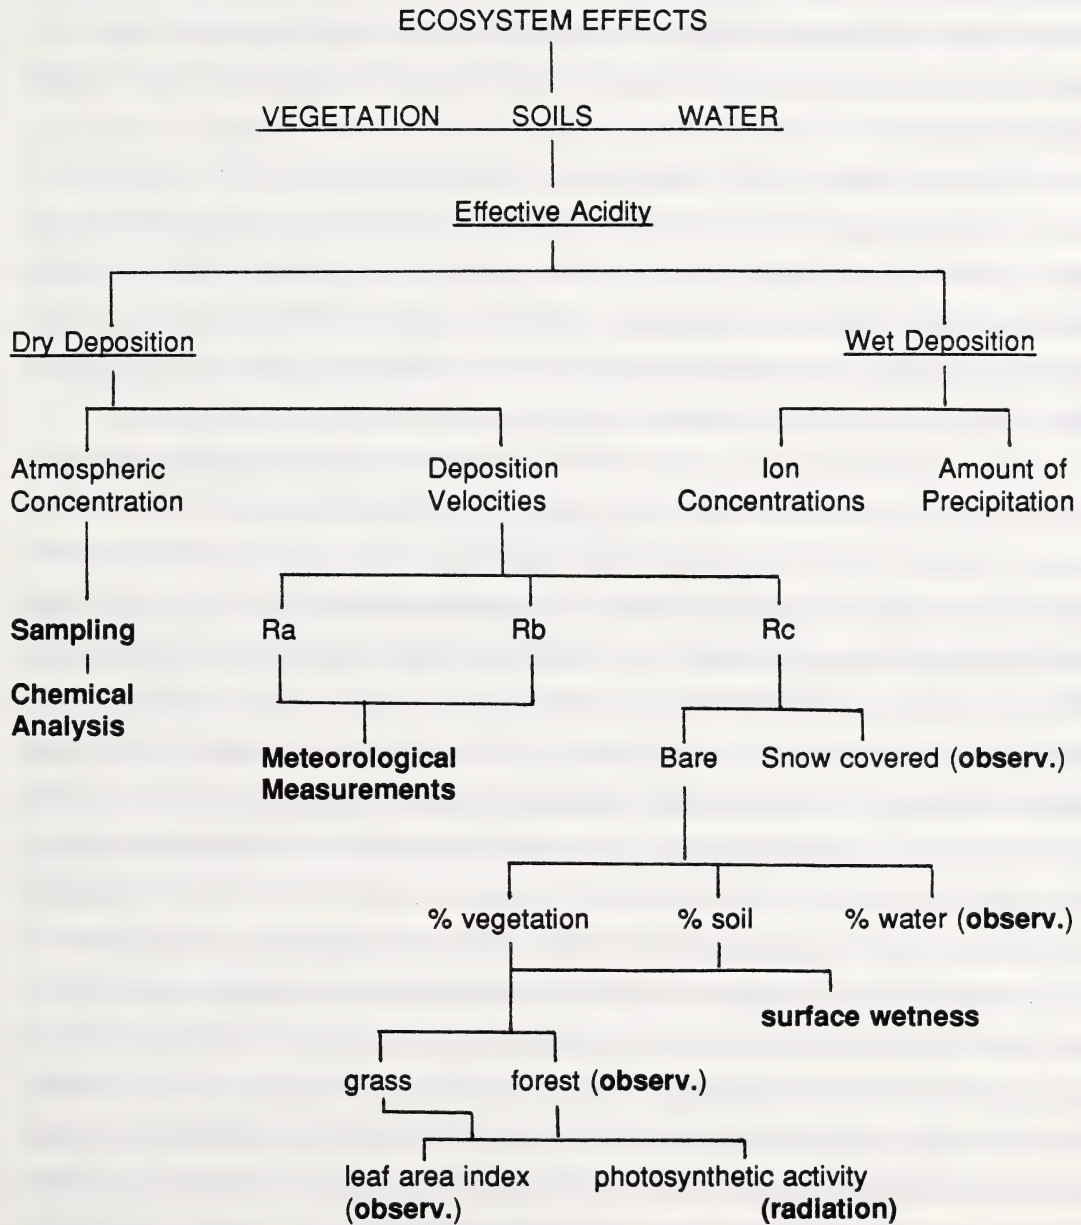 ECOSYSTEM EFFECTS
VEGETATION SOILS WATER
Effective Acidity
Dry Deposition Wet Deposition
Atmospheric Deposition Ion Amount of
Concentration Velocities Concentrations Precipitation
Sampling Ra Rb Rc
Chemical
Analysis
Meteorological Bare Snow covered (observ.)
Measurements
% vegetation % soil % water (observ.)
surface wetness
grass forest (observ.)
leaf area index photosynthetic activity
(observ.) (radiation)